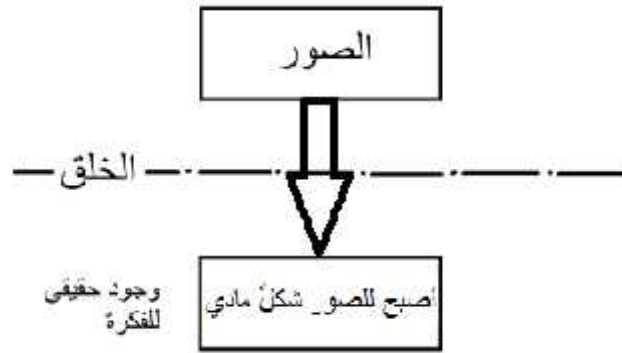 الصور
الخلق
أصبح للصور شكلٌ مادي
وجود حقيقي
للفكرة